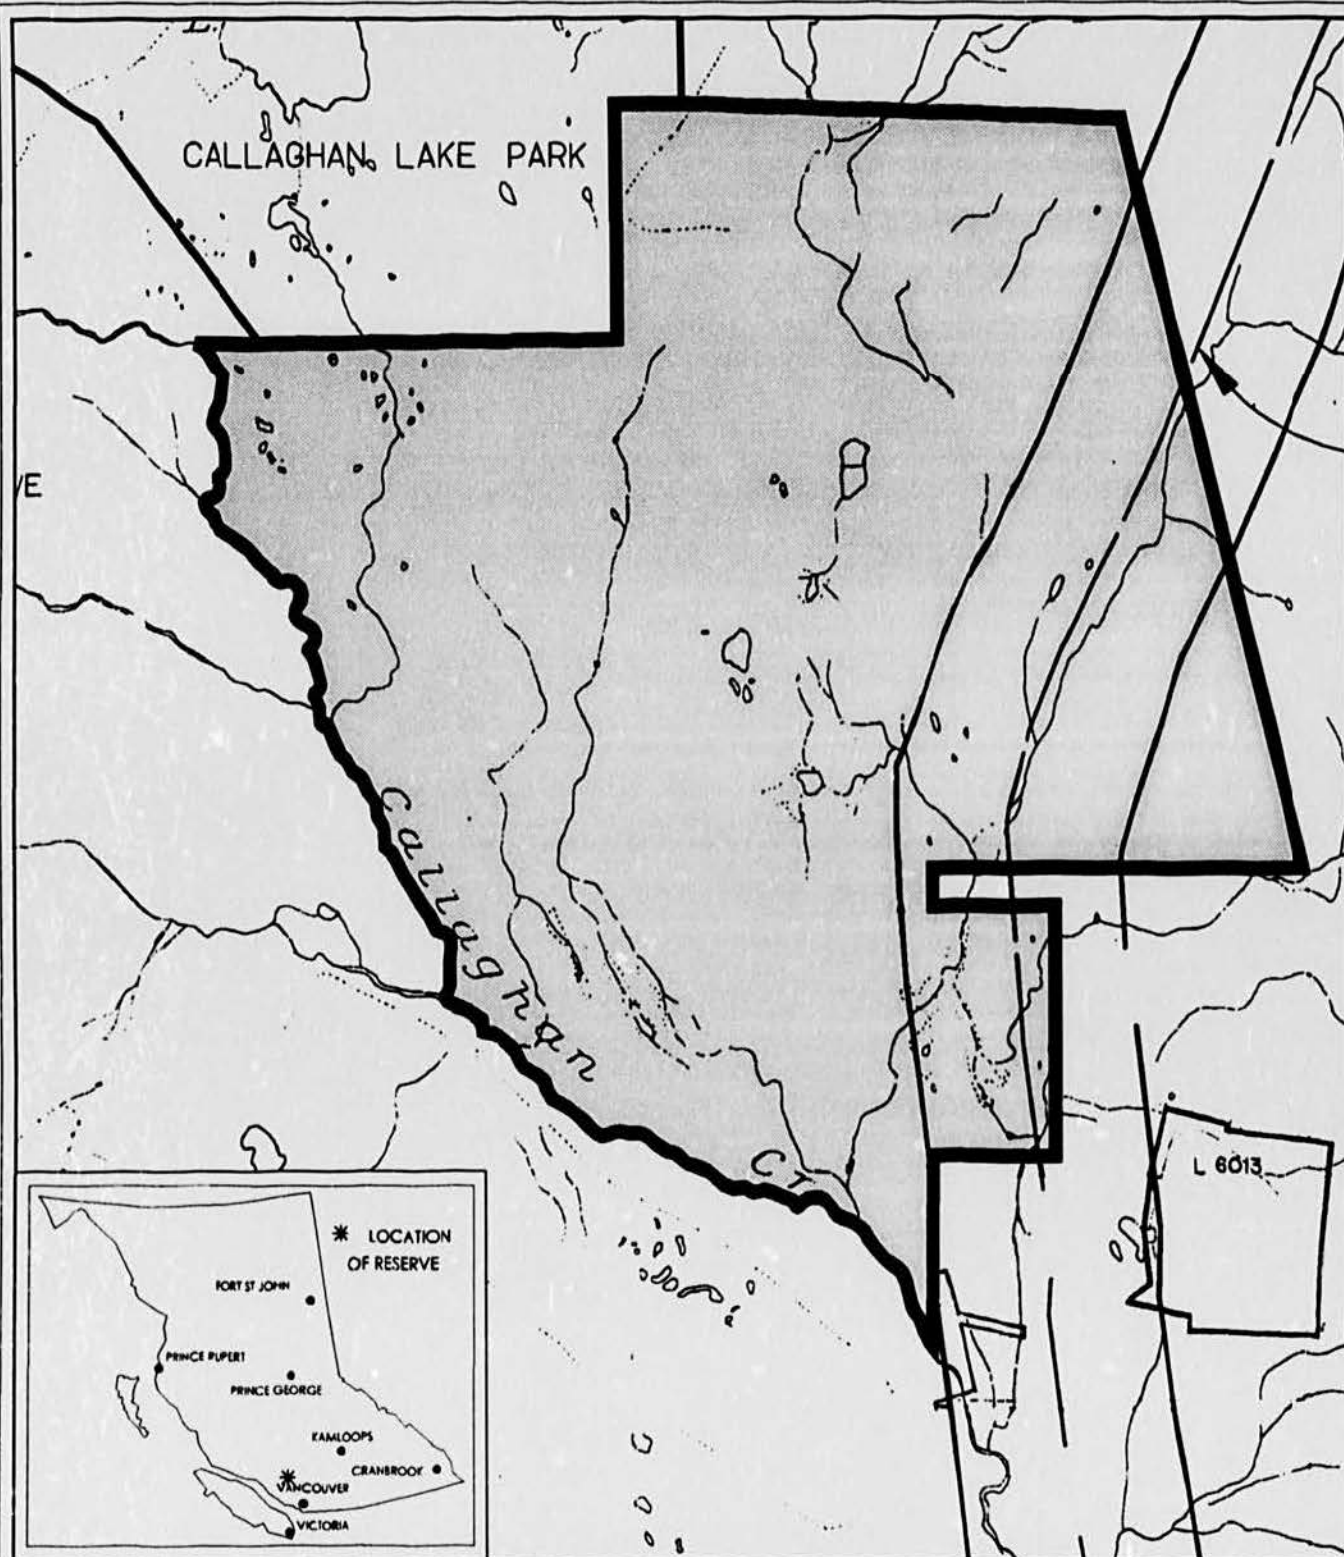 CALLAGHAN LAKE PARK
VE
Callaghan
Cr
L 6013
LOCATION
OF RESERVE
FORT ST JOHN
PRINCE RUPERT
PRINCE GEORGE
KAMLOOPS
CRANBROOK
VANCOUVER
VICTORIA